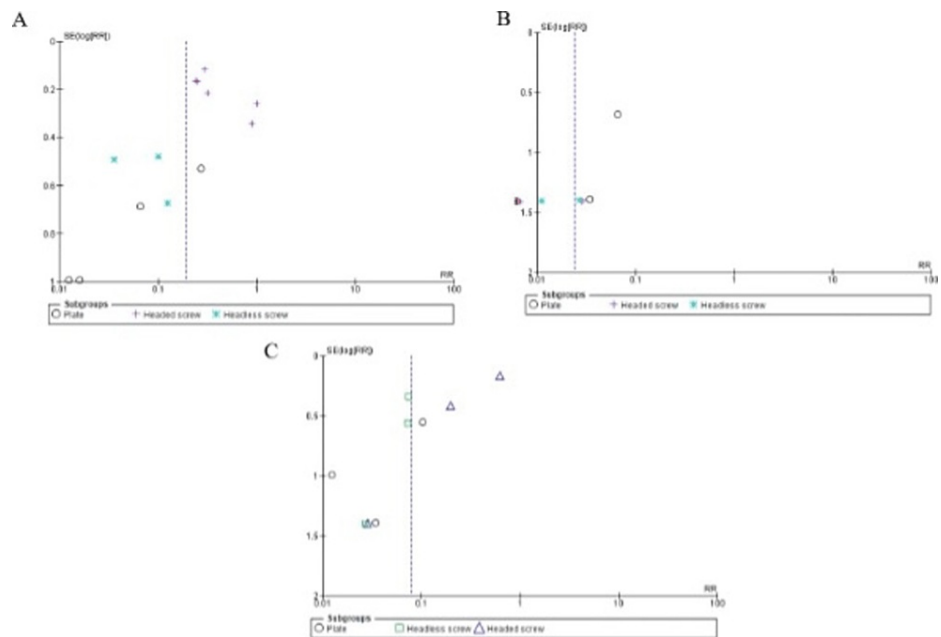 A
SE(log[RR])
0
0.2
0.4
0.6
0.8
1
0.01 0.1 1 RR 100
Subgroups
Plate Headed screw Headless screw
B
SE(log[RR])
0
0.5
1
1.5
2
0.01 0.1 1 10 RR 100
Subgroups
Plate Headed screw Headless screw
C
SE(log[RR])
0
0.5
1
1.5
2
0.01 0.1 1 10 RR 100
Subgroups
Plate Headless screw Headed screw